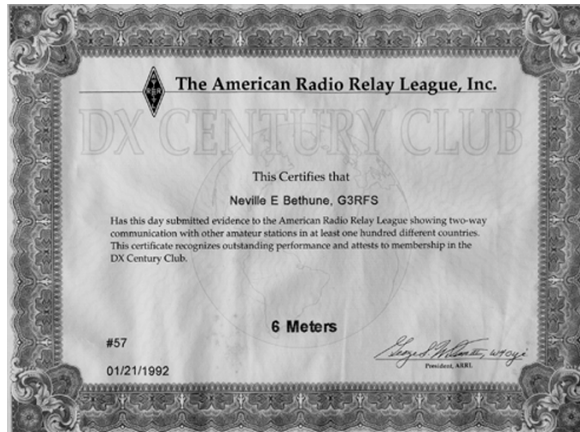 The American Radio Relay League, Inc.
DX CENTURY CLUB
This Certifies that
Neville E Bethune, G3RFS
Has this day submitted evidence to the American Radio Relay League showing two-way
communication with other amateur stations in at least one hundred different countries.
This certificate recognizes outstanding performance and attests to membership in the
DX Century Club.
6 Meters
#57
President, ARRL
01/21/1992